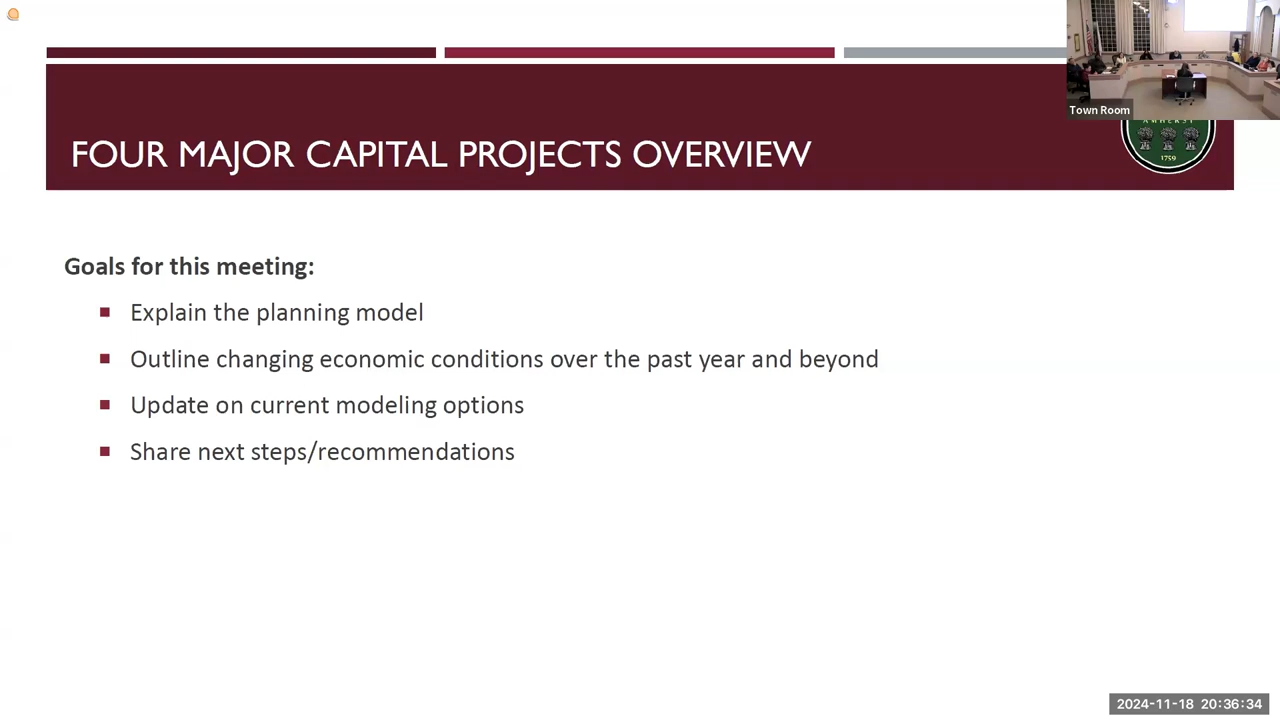 Town Room
AMHERST
1759
FOUR MAJOR CAPITAL PROJECTS OVERVIEW
Goals for this meeting:
Explain the planning model
Outline changing economic conditions over the past year and beyond
Update on current modeling options
Share next steps/recommendations
2024-11-18 20:36:34